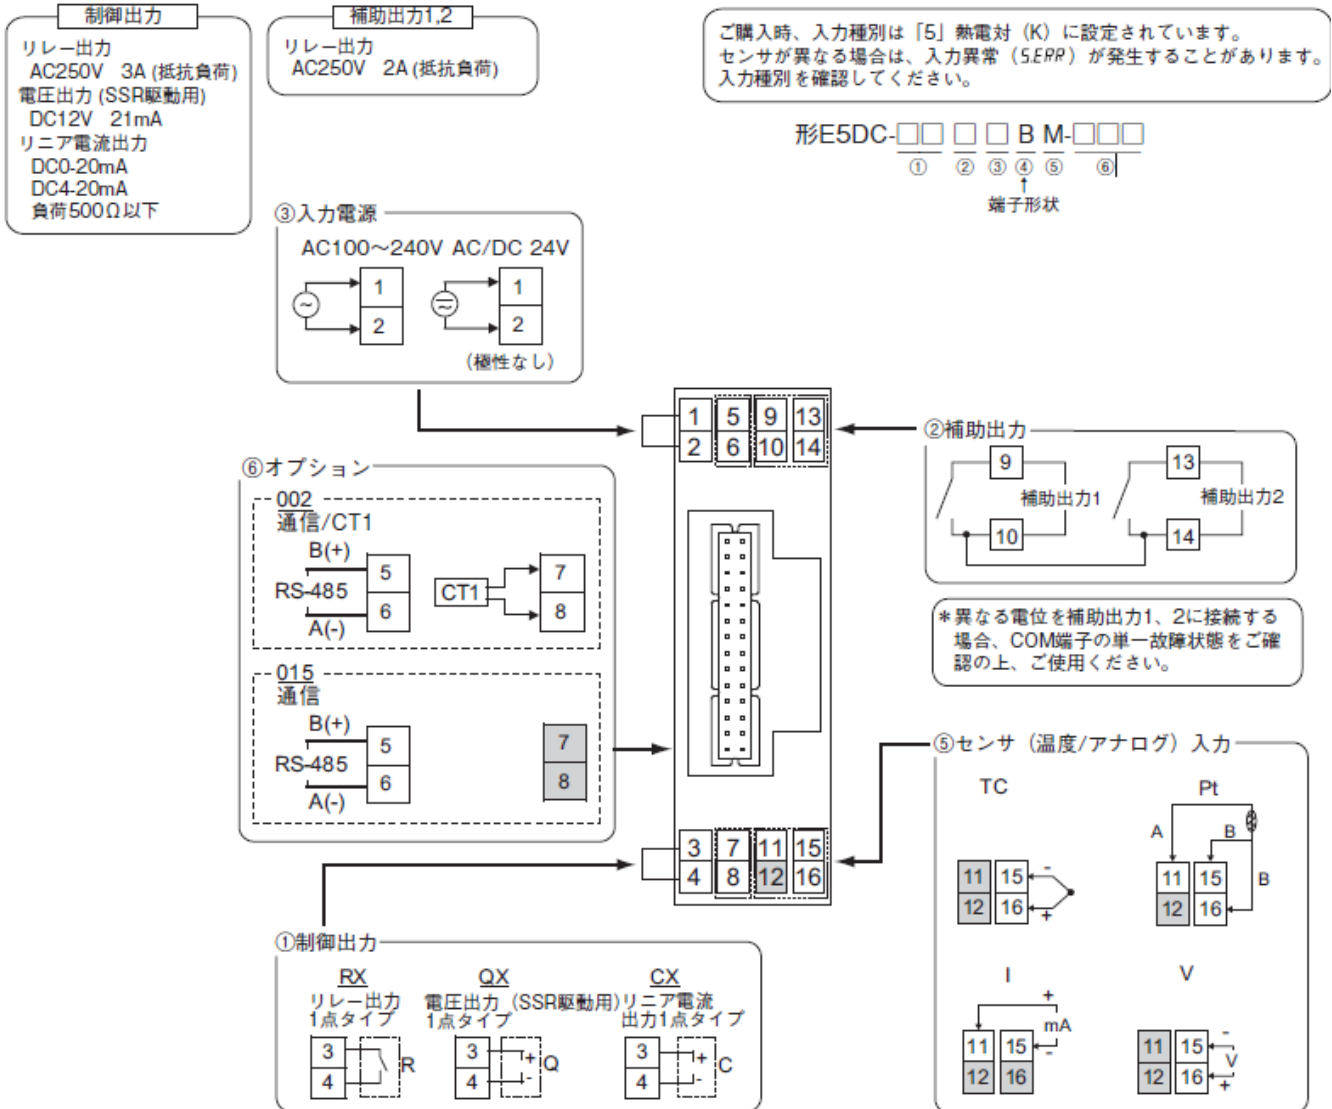 制御出力
リレー出力
AC250V 3A (抵抗負荷)
電圧出力 (SSR駆動用)
DC12V 21mA
リニア電流出力
DC0-20mA
DC4-20mA
負荷500Ω以下
補助出力1,2
リレー出力
AC250V 2A (抵抗負荷)
ご購入時、入力種別は「5」熱電対（K）に設定されています。
センサが異なる場合は、入力異常（S.ERR）が発生することがあります。
入力種別を確認してください。
形E5DC-□□ □ □ B M-□□□
① ② ③ ④ ⑤ ⑥
↑
端子形状
③入力電源
AC100～240V AC/DC 24V
1 1
2 2
(極性なし)
1 5 9 13
2 6 10 14
②補助出力
9 13
補助出力1 補助出力2
10 14
＊異なる電位を補助出力1、2に接続する
場合、COM端子の単一故障状態をご確
認の上、ご使用ください。
⑥オプション
002
通信/CT1
B(+)
5 7
RS-485 CT1
6 8
A(-)
015
通信
B(+)
5 7
RS-485
6 8
A(-)
3 7 11 15
4 8 12 16
①制御出力
RX QX CX
リレー出力 電圧出力（SSR駆動用）リニア電流
1点タイプ 1点タイプ 出力1点タイプ
3 3 + 3 +
R Q C
4 4 - 4 -
⑤センサ（温度/アナログ）入力
TC Pt
A B
11 15 - 11 15
B
12 16 + 12 16
I V
+
mA
11 15 - 11 15 -
V
12 16 12 16 +